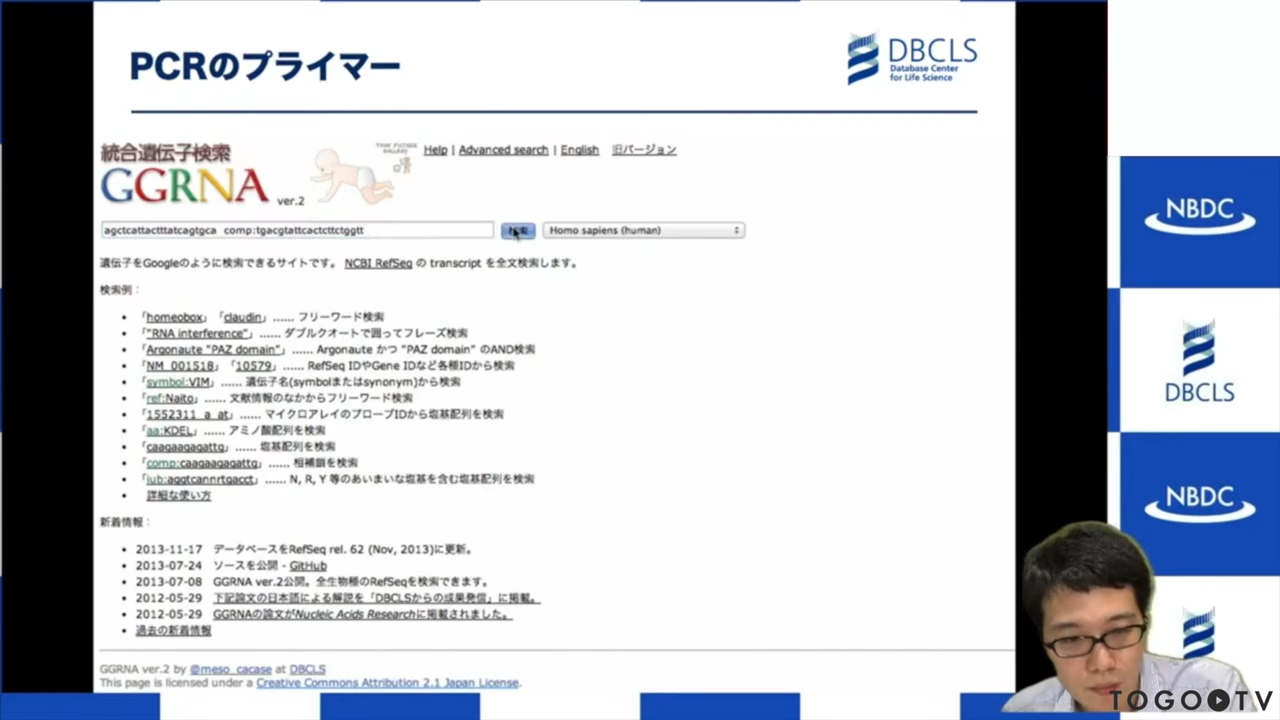 PCRのプライマー
DBCLS
Database Center
for Life Science
統合遺伝子検索
GGRNA ver.2
Help | Advanced search | English 旧バージョン
agctcattactttatcagtgca comp:tgacgtattcactcttctggtt
Homo sapiens (human)
遺伝子をGoogleのように検索できるサイトです。 NCBI RefSeq の transcript を全文検索します。
検索例：
• 「homeobox」 「claudin」 …… フリーワード検索
• 「"RNA interference"」 …… ダブルクオートで囲ってフレーズ検索
• 「Argonaute "PAZ domain"」 …… Argonaute かつ "PAZ domain" のAND検索
• 「NM_001518」 「10579」 …… RefSeq IDやGene IDなど各種IDから検索
• 「symbol:VIM」 …… 遺伝子名(symbolまたはsynonym)から検索
• 「ref:Naito」 …… 文献情報のなかからフリーワード検索
• 「1552311_a_at」 …… マイクロアレイのプローブIDから塩基配列を検索
• 「aa:KDEL」 …… アミノ酸配列を検索
• 「caagaagagattg」 …… 塩基配列を検索
• 「comp:caagaagagattg」 …… 相補鎖を検索
• 「iub:aggtcannrtgacct」 …… N, R, Y 等のあいまいな塩基を含む塩基配列を検索
• 詳細な使い方
新着情報：
• 2013-11-17 データベースをRefSeq rel. 62 (Nov, 2013)に更新。
• 2013-07-24 ソースを公開 - GitHub
• 2013-07-08 GGRNA ver.2公開。全生物種のRefSeqを検索できます。
• 2012-05-29 下記論文の日本語による解説を「DBCLSからの成果発信」に掲載。
• 2012-05-29 GGRNAの論文がNucleic Acids Researchに掲載されました。
• 過去の新着情報
GGRNA ver.2 by @meso_cacase at DBCLS
This page is licensed under a Creative Commons Attribution 2.1 Japan License.
NBDC
DBCLS
NBDC
TOGO TV